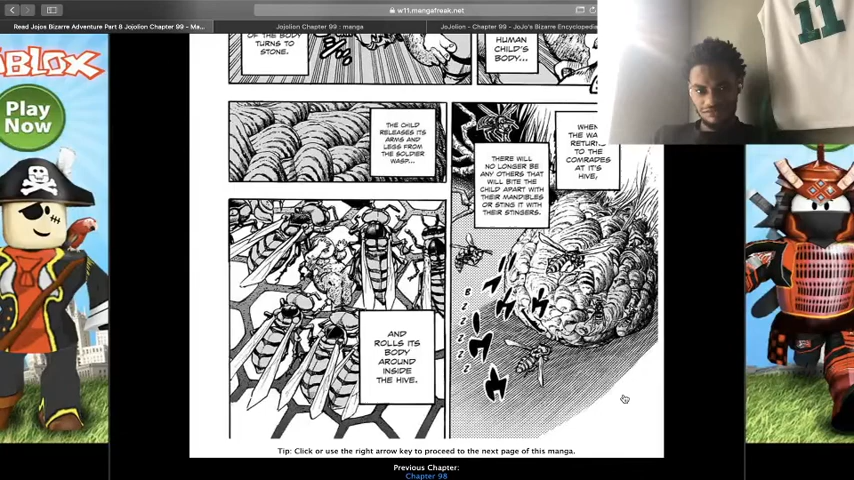 w11.mangafreak.net
Read Jojos Bizarre Adventure Part 8 Jojolion Chapter 99 - Ma...
Jojolion Chapter 99 : manga
JoJolion - Chapter 99 - JoJo's Bizarre Encyclopedia
BLOX
Play
Now
11
OF THE BODY
TURNS TO
STONE.
HUMAN
CHILD'S
BODY...
WHEN
THE WA
RETURN
TO THE
COMRADES
AT IT'S
HIVE,
THERE WILL
NO LONGER BE
ANY OTHERS THAT
WILL BITE THE
CHILD APART WITH
THEIR MANDIBLES
OR STING IT WITH
THEIR STINGERS.
THE CHILD
RELEASES ITS
ARMS AND
LEGS FROM
THE SOLDIER
WASP...
BZZZZZ
AND
ROLLS ITS
BODY
AROUND
INSIDE
THE HIVE.
Tip: Click or use the right arrow key to proceed to the next page of this manga.
Previous Chapter:
Chapter 98